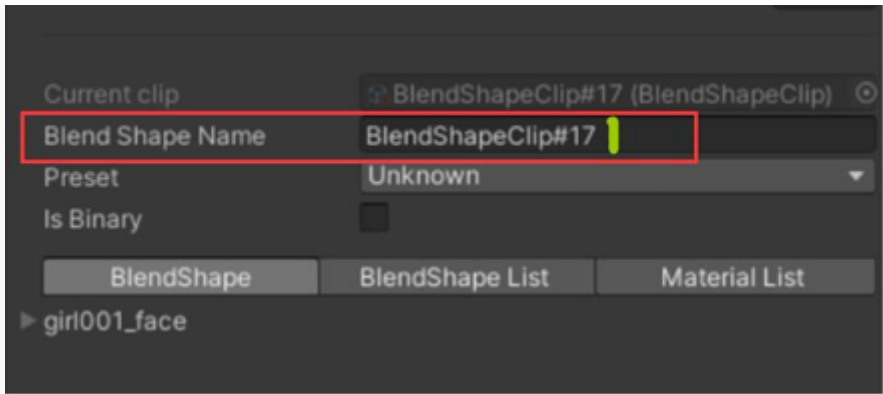 Current clip BlendShapeClip#17 (BlendShapeClip)
Blend Shape Name BlendShapeClip#17
Preset Unknown
Is Binary
BlendShape BlendShape List Material List
girl001_face